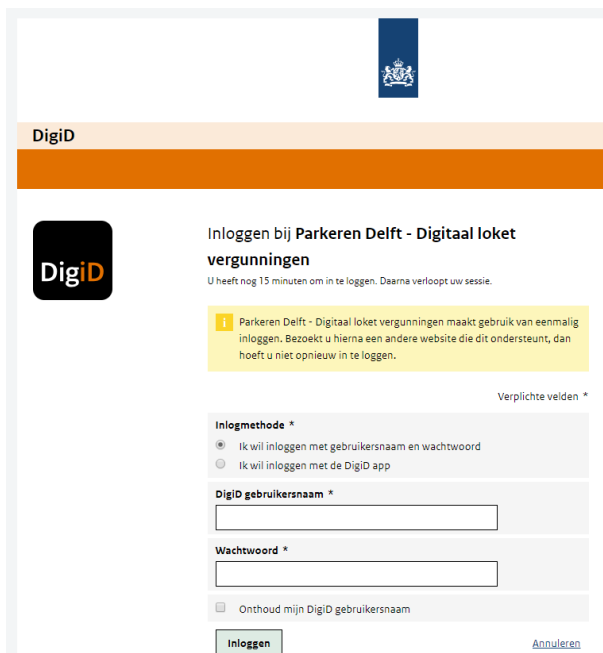 DigiD
DigiD
Inloggen bij Parkeren Delft - Digitaal loket
vergunningen
U heeft nog 15 minuten om in te loggen. Daarna verloopt uw sessie.
i
Parkeren Delft - Digitaal loket vergunningen maakt gebruik van eenmalig
inloggen. Bezoekt u hierna een andere website die dit ondersteunt, dan
hoeft u niet opnieuw in te loggen.
Verplichte velden *
Inlogmethode *
Ik wil inloggen met gebruikersnaam en wachtwoord
Ik wil inloggen met de DigiD app
DigiD gebruikersnaam *
Wachtwoord *
Onthoud mijn DigiD gebruikersnaam
Inloggen Annuleren